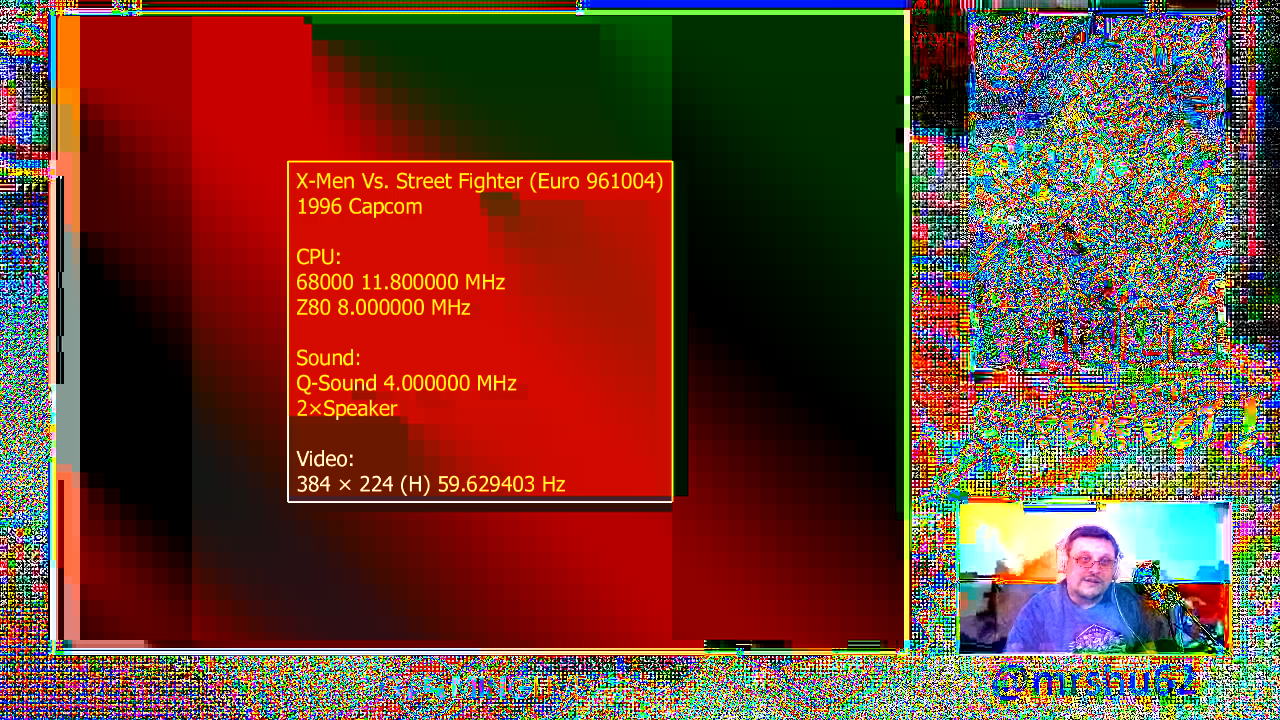 X-Men Vs. Street Fighter (Euro 961004)
1996 Capcom
CPU:
68000 11.800000 MHz
Z80 8.000000 MHz
Sound:
Q-Sound 4.000000 MHz
2×Speaker
Video:
384 × 224 (H) 59.629403 Hz
@mrsbu62